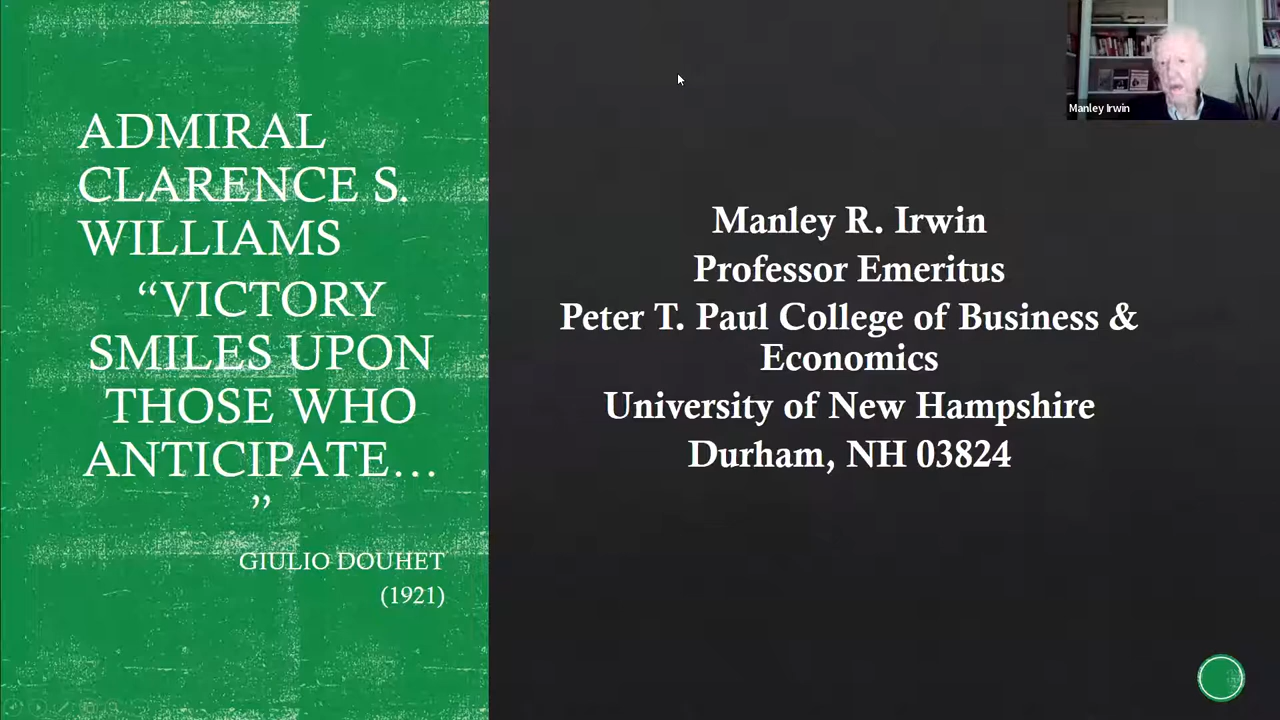 ADMIRAL
CLARENCE S.
WILLIAMS
“VICTORY
SMILES UPON
THOSE WHO
ANTICIPATE…
”
GIULIO DOUHET
(1921)
Manley R. Irwin
Professor Emeritus
Peter T. Paul College of Business &
Economics
University of New Hampshire
Durham, NH 03824
Manley Irwin